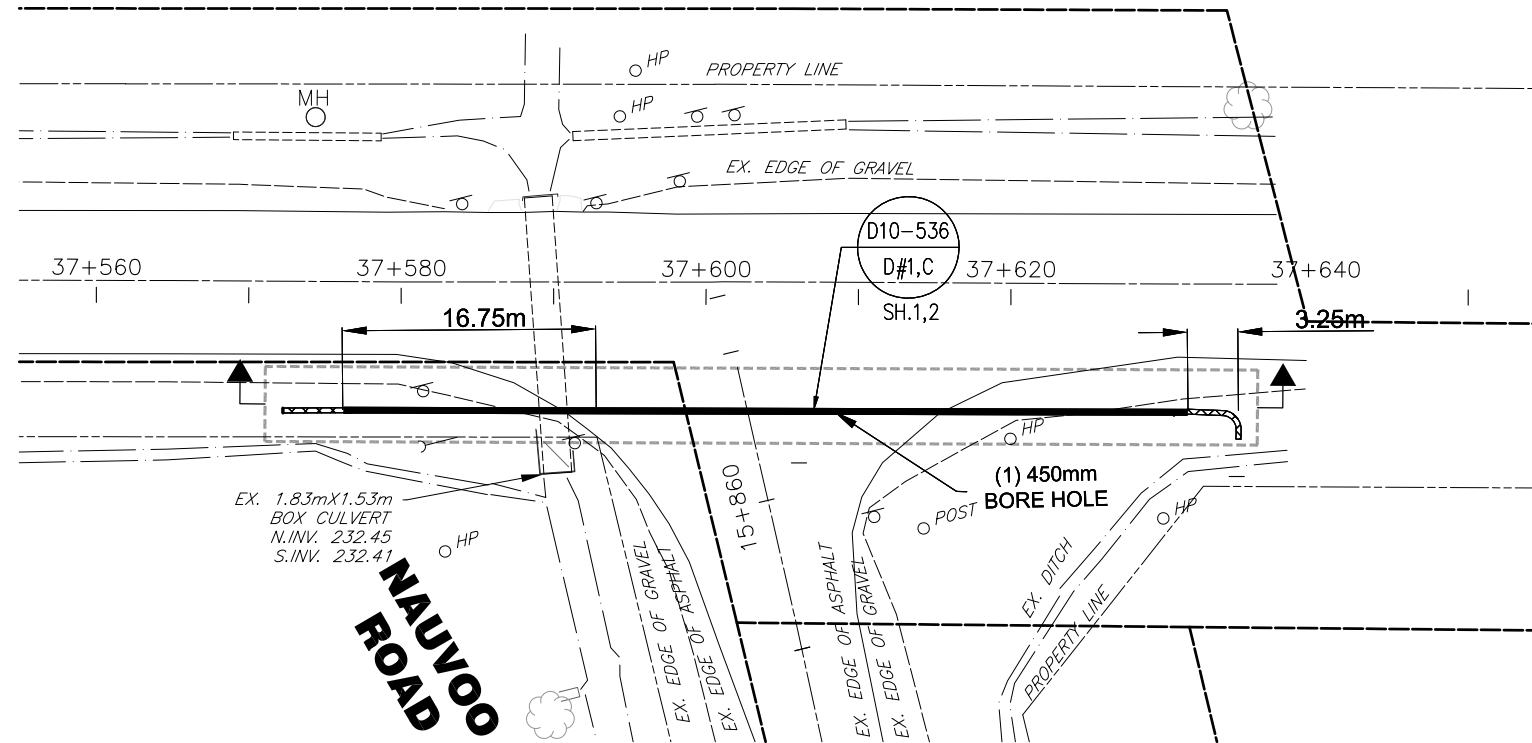 HP
PROPERTY LINE
MH
HP
EX. EDGE OF GRAVEL
D10-536
D#1,C
SH.1,2
37+560
37+580
37+600
37+620
37+640
16.75m
3.25m
HP
(1) 450mm
BORE HOLE
EX. 1.83mX1.53m
BOX CULVERT
N.INV. 232.45
S.INV. 232.41
HP
15+860
POST
HP
NAUVOO
ROAD
EX. EDGE OF GRAVEL
EX. EDGE OF ASPHALT
EX. EDGE OF ASPHALT
EX. EDGE OF GRAVEL
EX. DITCH
PROPERTY LINE